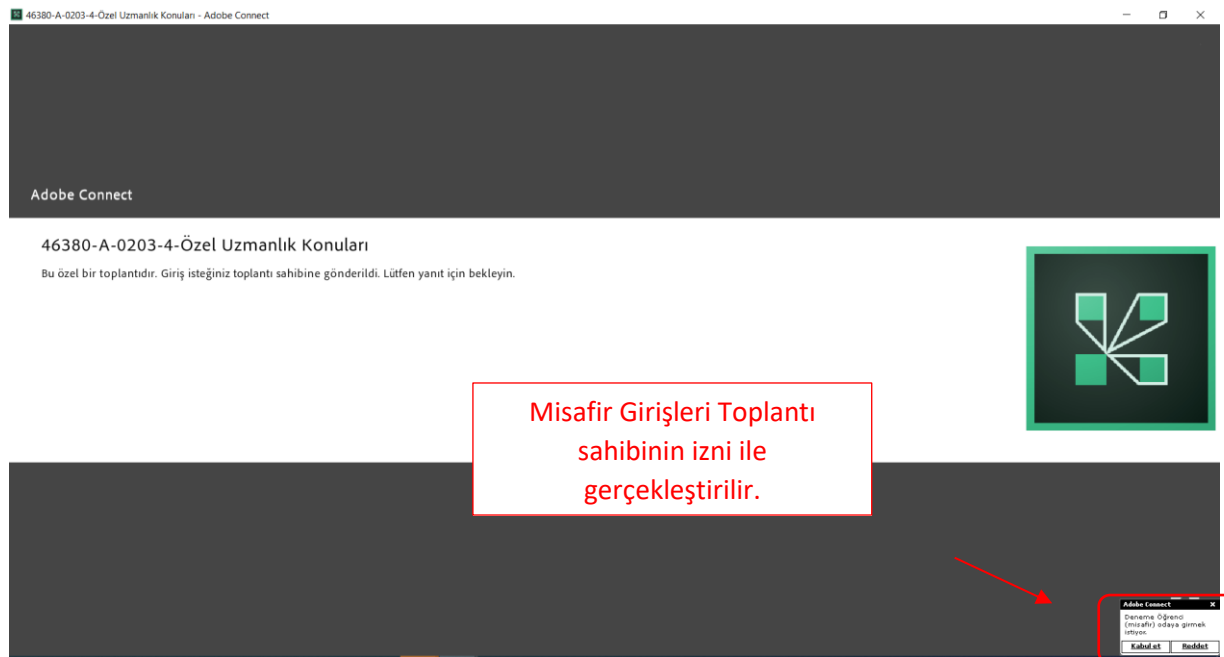 46380-A-0203-4-Özel Uzmanlık Konuları - Adobe Connect
Adobe Connect
46380-A-0203-4-Özel Uzmanlık Konuları
Bu özel bir toplantıdır. Giriş isteğiniz toplantı sahibine gönderildi. Lütfen yanıt için bekleyin.
Misafir Girişleri Toplantı
sahibinin izni ile
gerçekleştirilir.
Adobe Connect X
Deneme Öğrenci
(misafir) odaya girmek
istiyor.
Kabul et Reddet